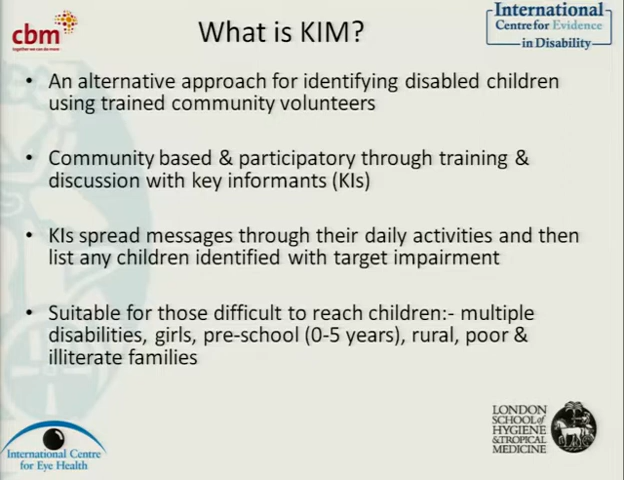 cbm
together we can do more
What is KIM?
International
Centre for Evidence
in Disability
• An alternative approach for identifying disabled children
using trained community volunteers
• Community based & participatory through training &
discussion with key informants (KIs)
• KIs spread messages through their daily activities and then
list any children identified with target impairment
• Suitable for those difficult to reach children:- multiple
disabilities, girls, pre-school (0-5 years), rural, poor &
illiterate families
International Centre
for Eye Health
LONDON
SCHOOL of
HYGIENE
& TROPICAL
MEDICINE